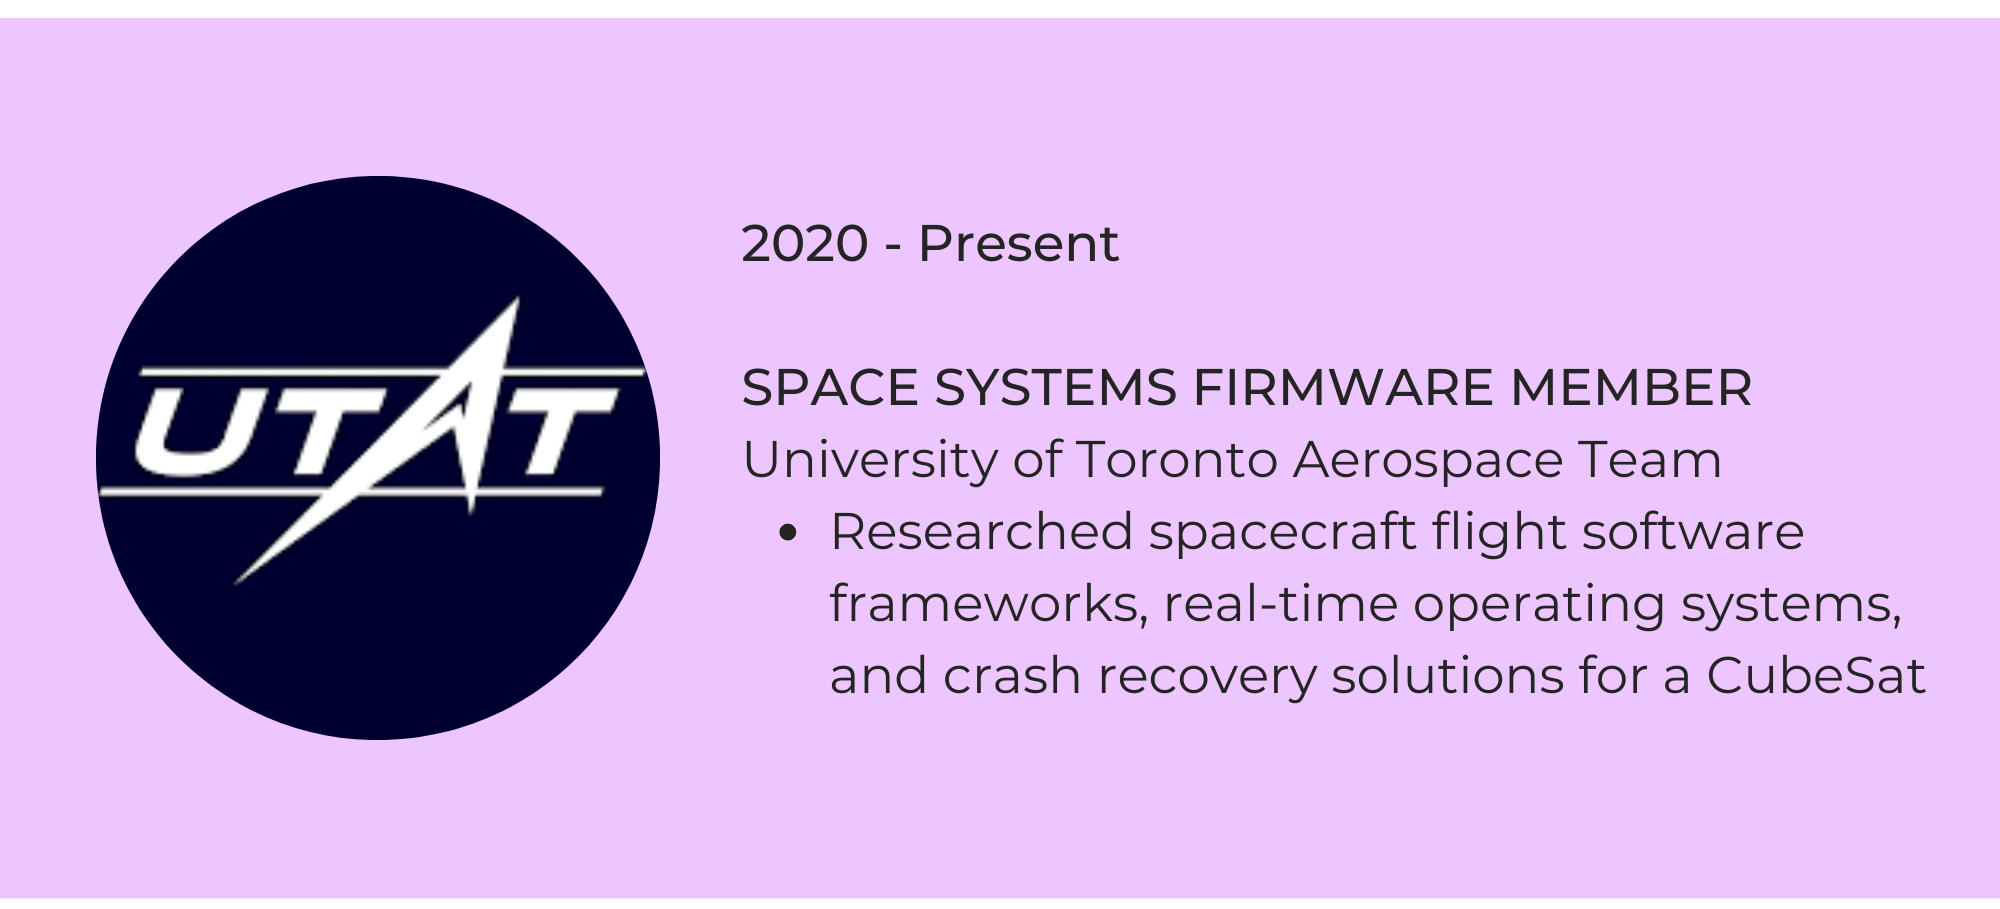 UTAT
2020 - Present
SPACE SYSTEMS FIRMWARE MEMBER
University of Toronto Aerospace Team
• Researched spacecraft flight software
frameworks, real-time operating systems,
and crash recovery solutions for a CubeSat